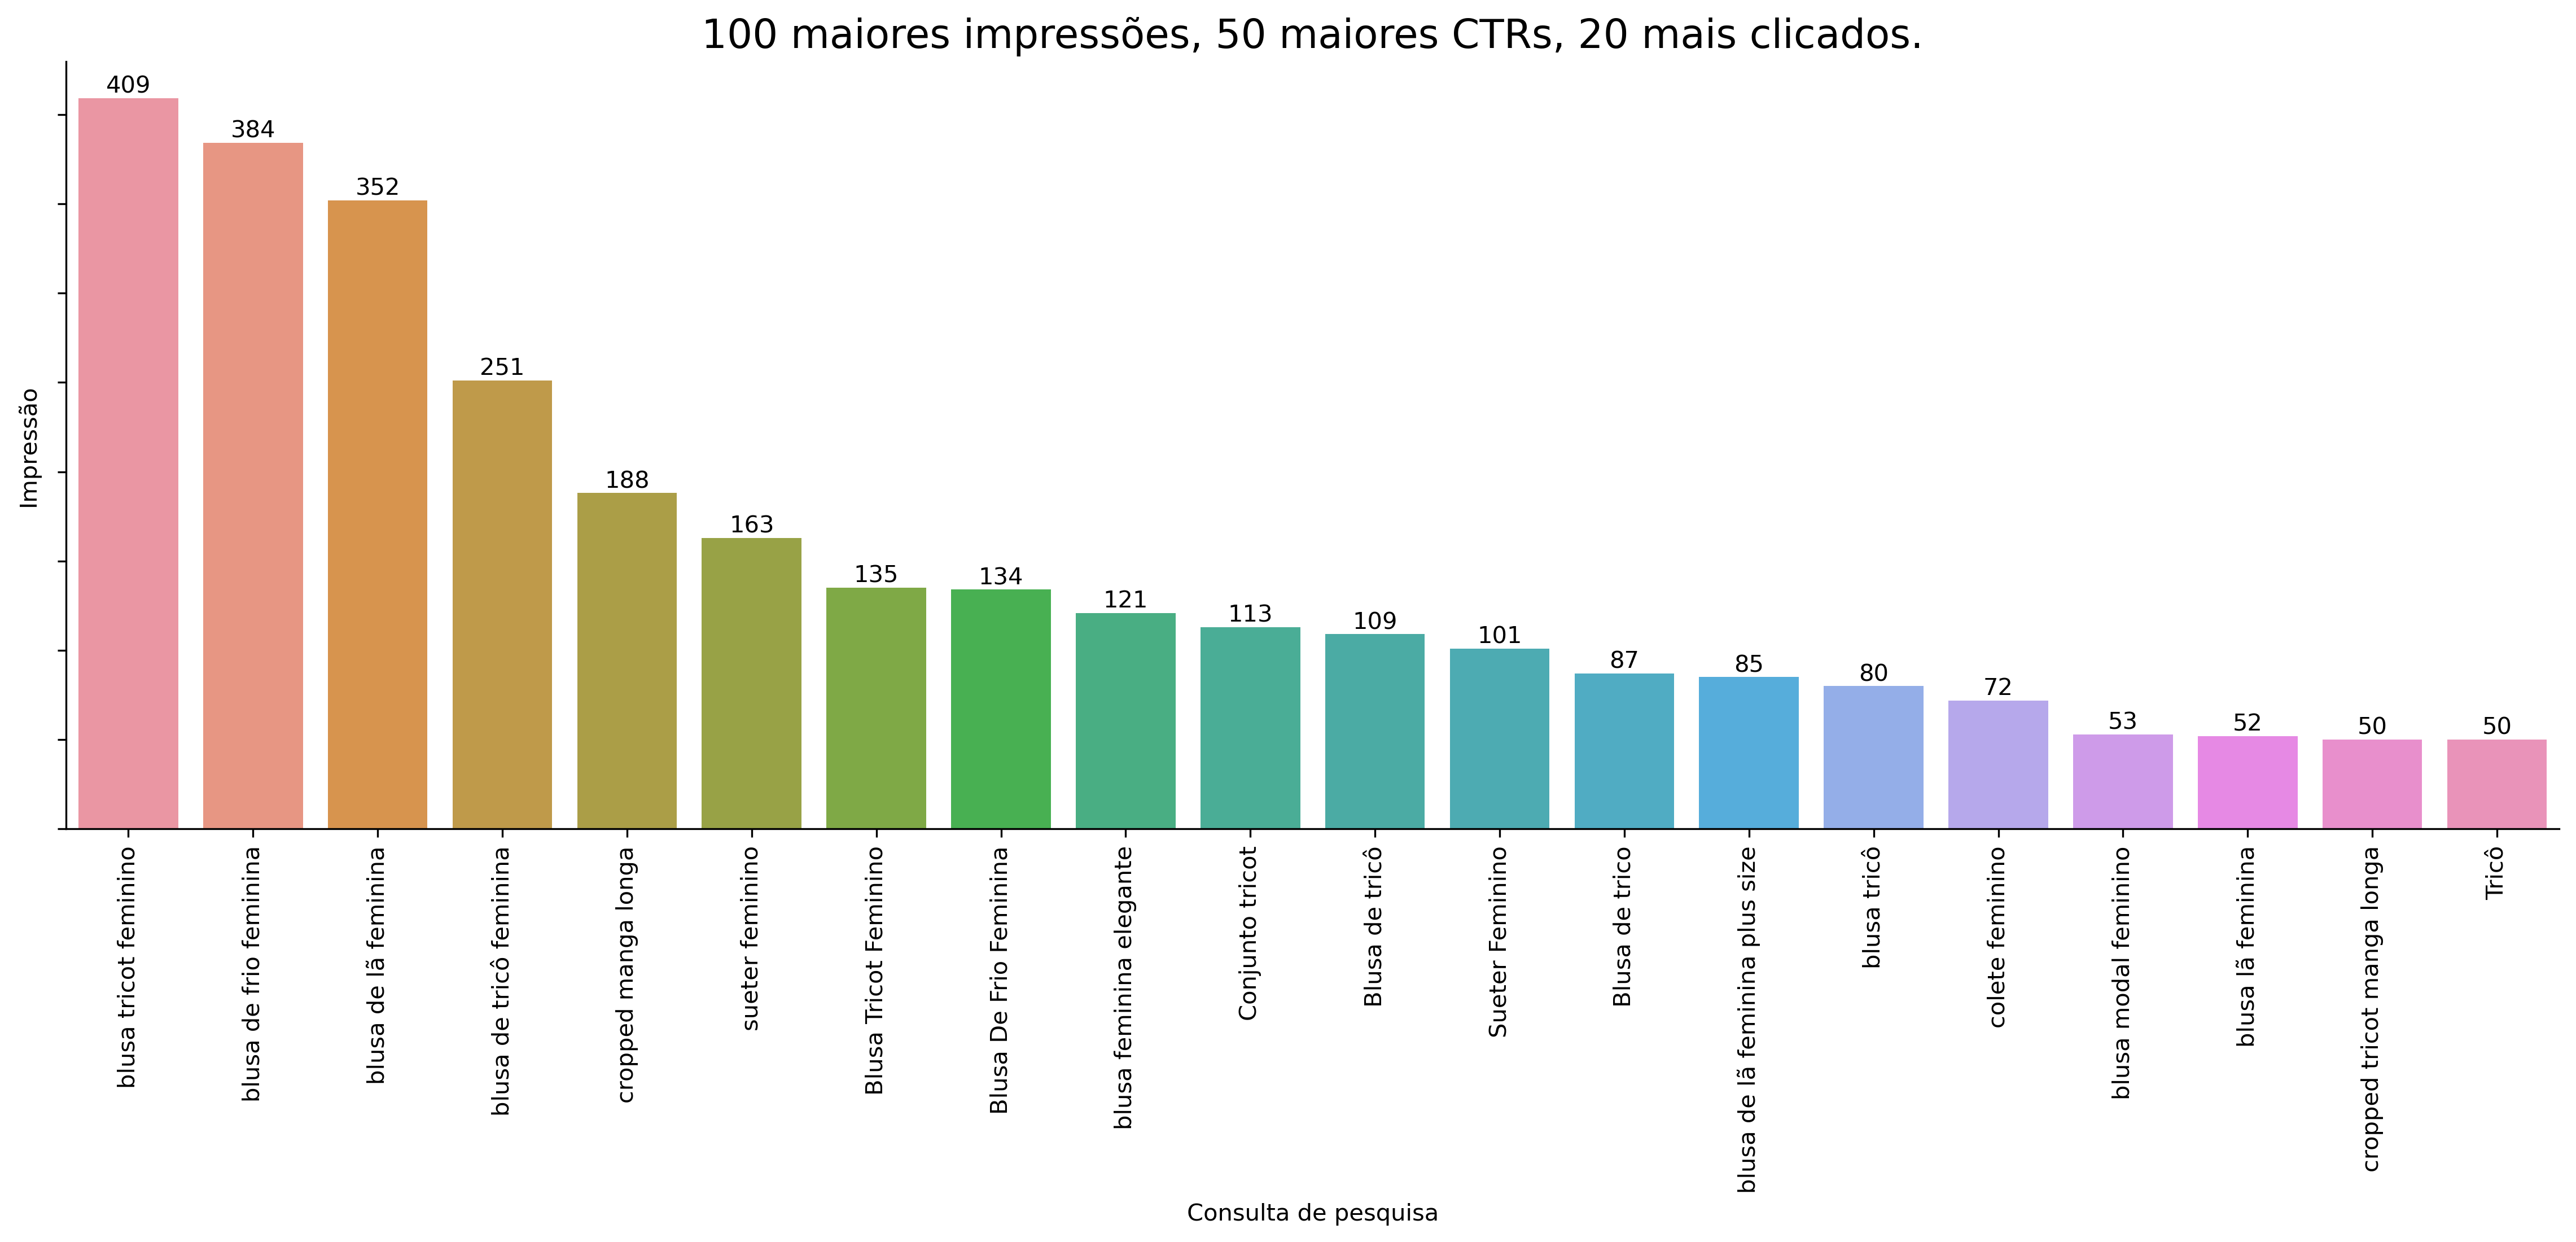 100 maiores impressões, 50 maiores CTRs, 20 mais clicados.
Impressão
409
384
352
251
188
163
135
134
121
113
109
101
87
85
80
72
53
52
50
50
blusa tricot feminino
blusa de frio feminina
blusa de lã feminina
blusa de tricô feminina
cropped manga longa
sueter feminino
Blusa Tricot Feminino
Blusa De Frio Feminina
blusa feminina elegante
Conjunto tricot
Blusa de tricô
Sueter Feminino
Blusa de trico
blusa de lã feminina plus size
blusa tricô
colete feminino
blusa modal feminino
blusa lã feminina
cropped tricot manga longa
Tricô
Consulta de pesquisa